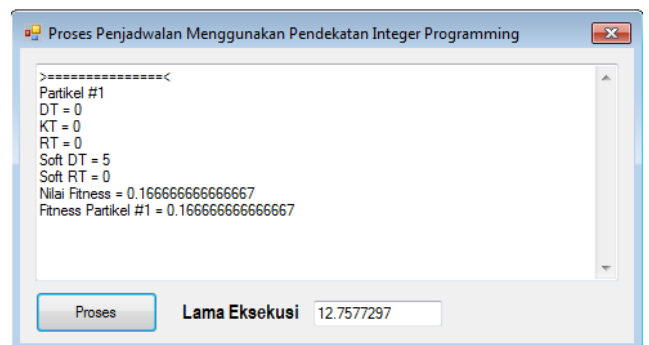 Proses Penjadwalan Menggunakan Pendekatan Integer Programming
>===============<
Partikel #1
DT = 0
KT = 0
RT = 0
Soft DT = 5
Soft RT = 0
Nilai Fitness = 0.166666666666667
Fitness Partikel #1 = 0.166666666666667
Proses Lama Eksekusi 12.7577297